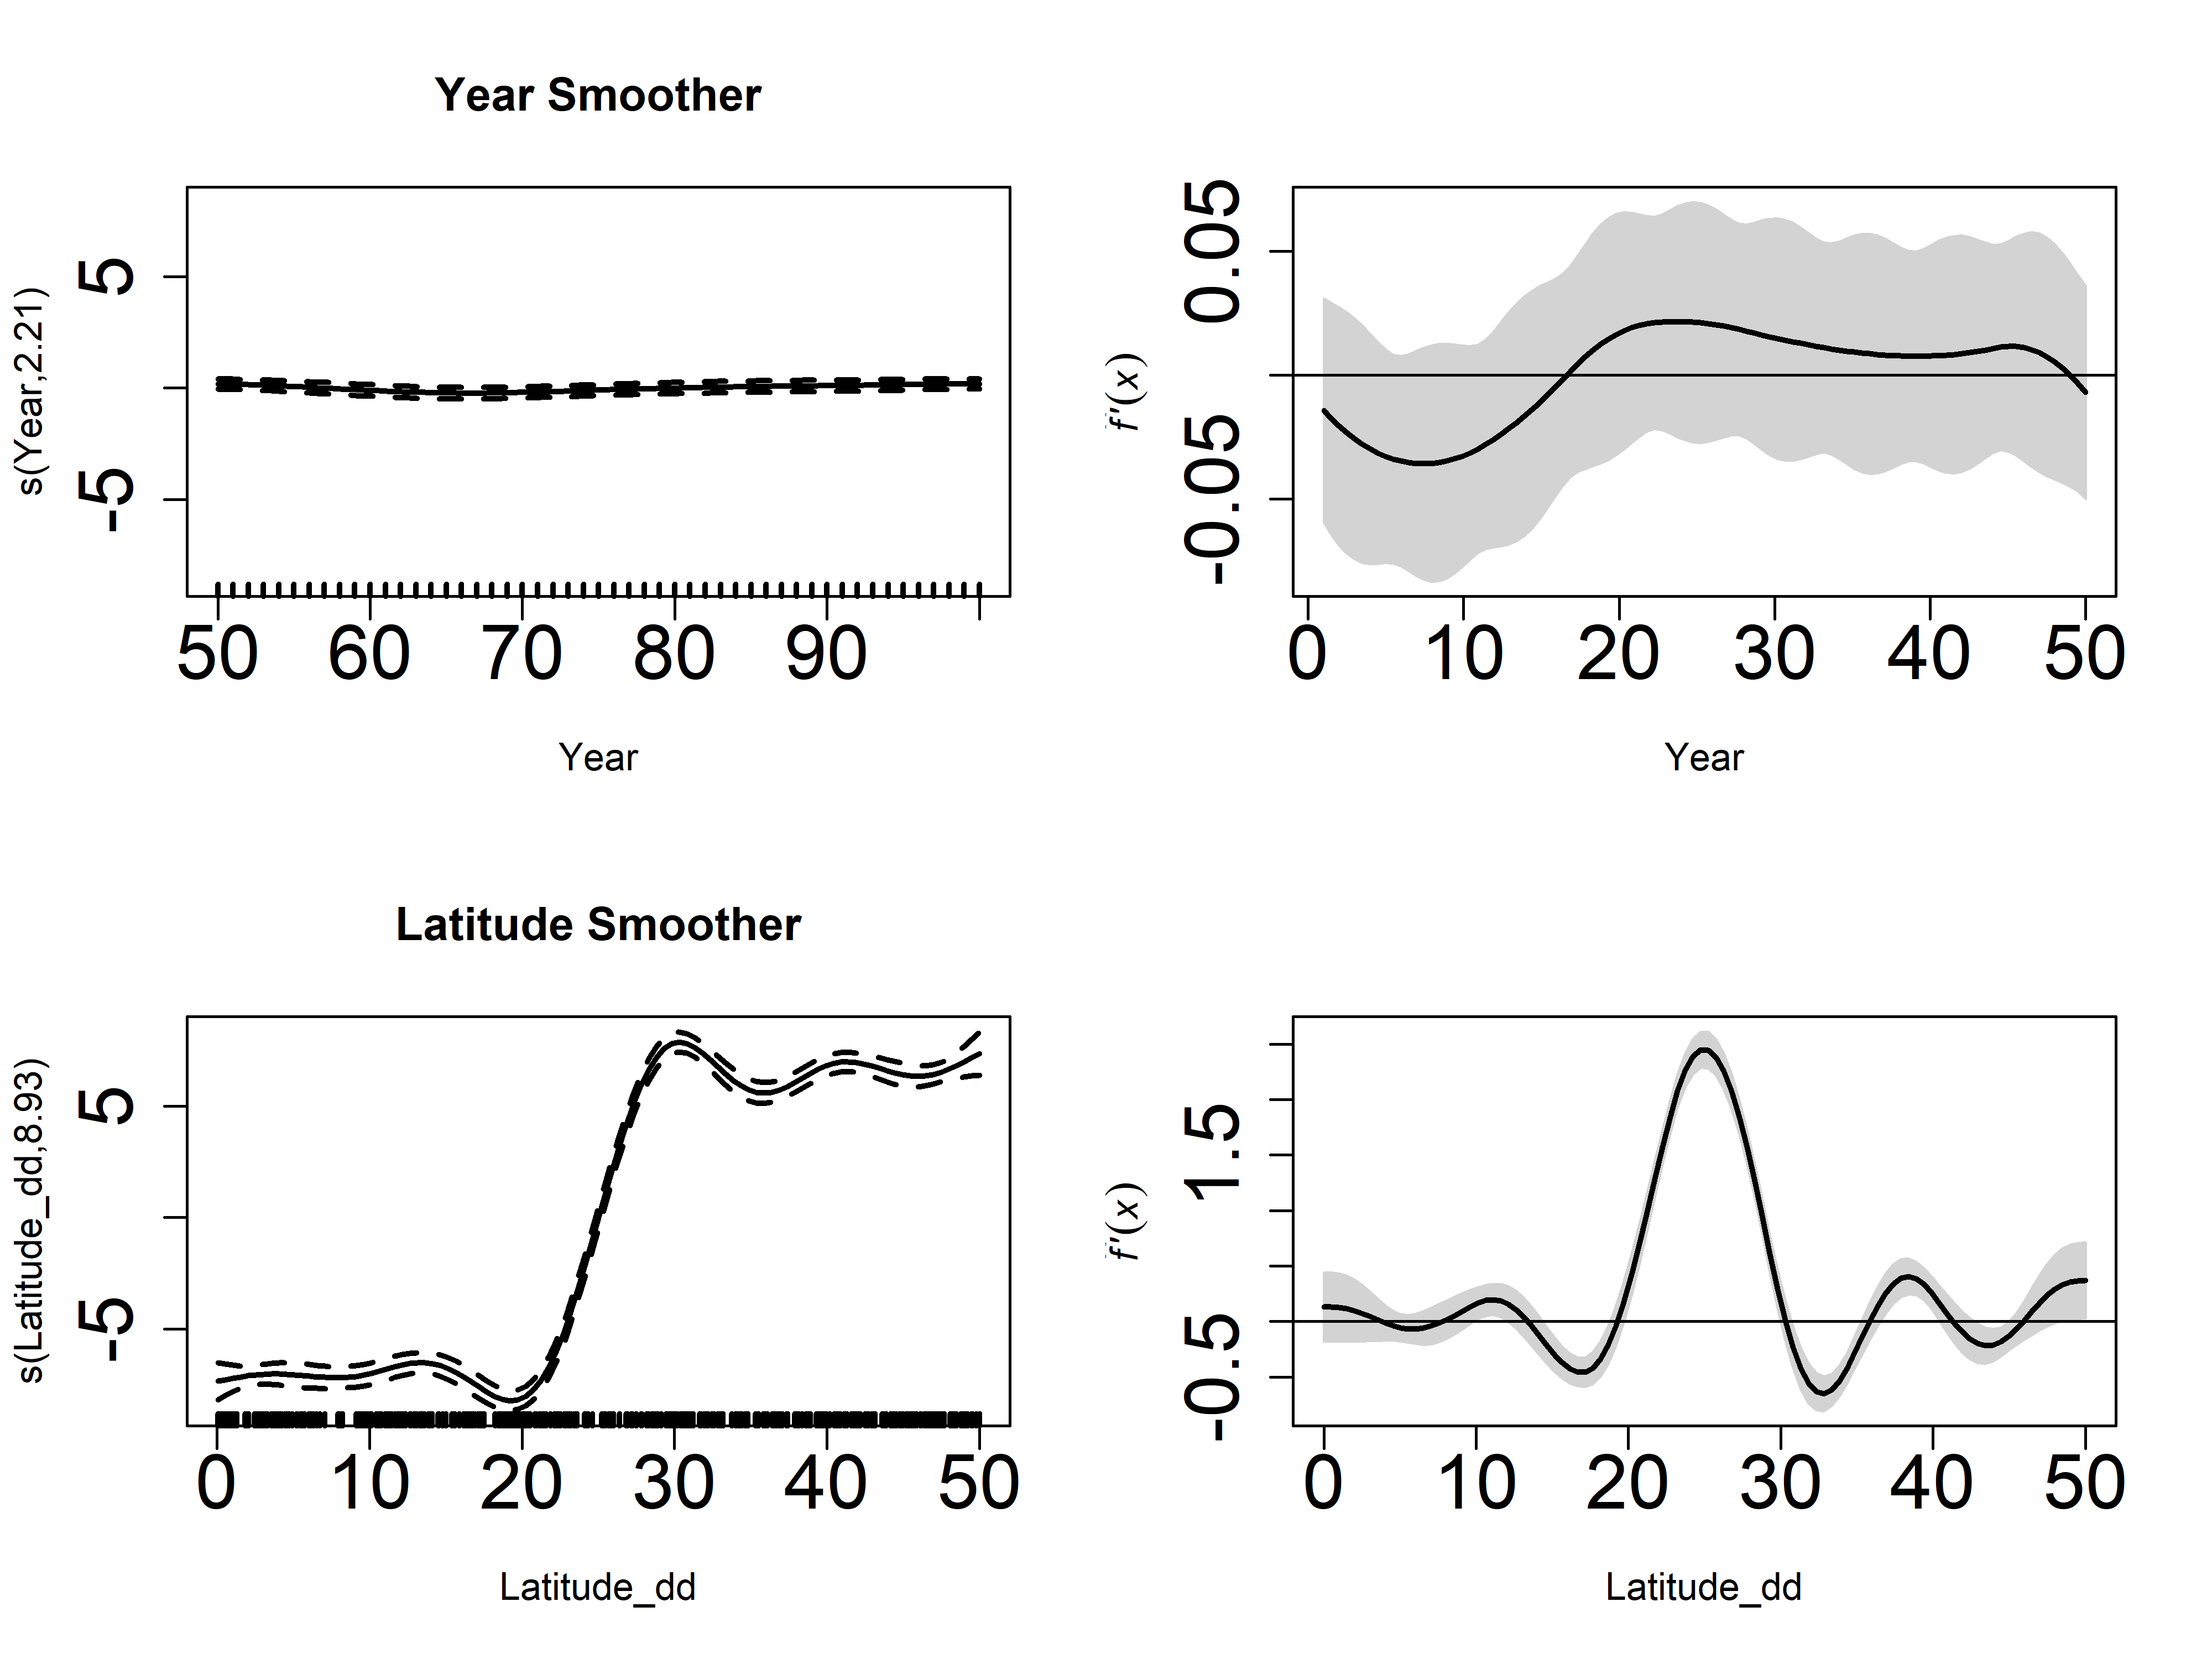 Year Smoother
s(Year,2.21)
5
-5
50 60 70 80 90
Year
f'(x)
0.05
-0.05
0 10 20 30 40 50
Year
Latitude Smoother
s(Latitude_dd,8.93)
5
-5
0 10 20 30 40 50
Latitude_dd
f'(x)
1.5
-0.5
0 10 20 30 40 50
Latitude_dd